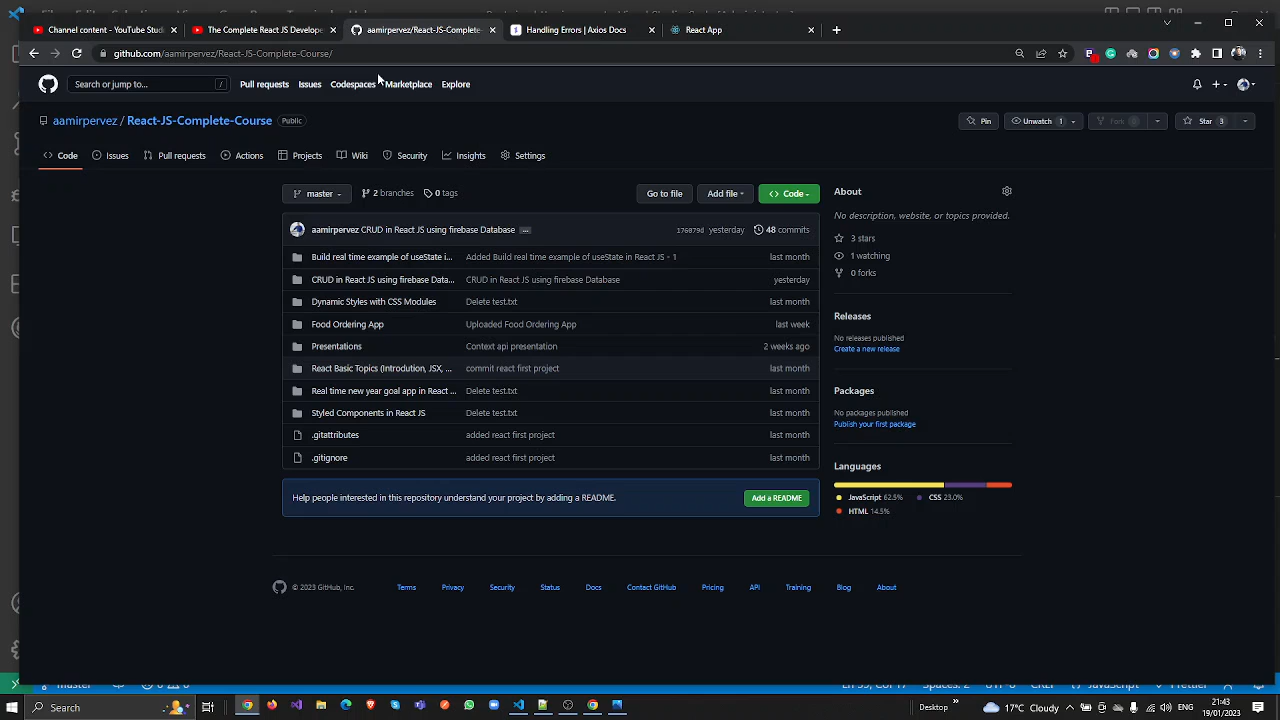 Channel content - YouTube Stud
The Complete React JS Develope
aamirpervez/React-JS-Complete-
Handling Errors | Axios Docs
React App
github.com/aamirpervez/React-JS-Complete-Course/
Search or jump to...
/
Pull requests
Issues
Codespaces
Marketplace
Explore
aamirpervez / React-JS-Complete-Course
Public
Pin
Unwatch 1
Fork 0
Star 3
Code
Issues
Pull requests
Actions
Projects
Wiki
Security
Insights
Settings
master
2 branches
0 tags
Go to file
Add file
Code
About
No description, website, or topics provided.
aamirpervez CRUD in React JS using firebase Database ...
176079d yesterday
48 commits
3 stars
1 watching
0 forks
Build real time example of useState i... Added Build real time example of useState in React JS - 1 last month
CRUD in React JS using firebase Data... CRUD in React JS using firebase Database yesterday
Dynamic Styles with CSS Modules Delete test.txt last month
Food Ordering App Uploaded Food Ordering App last week
Presentations Context api presentation 2 weeks ago
React Basic Topics (Introdution, JSX, ... commit react first project last month
Real time new year goal app in React ... Delete test.txt last month
Styled Components in React JS Delete test.txt last month
.gitattributes added react first project last month
.gitignore added react first project last month
Releases
No releases published
Create a new release
Packages
No packages published
Publish your first package
Languages
JavaScript 62.5%
CSS 23.0%
HTML 14.5%
Help people interested in this repository understand your project by adding a README.
Add a README
© 2023 GitHub, Inc.
Terms
Privacy
Security
Status
Docs
Contact GitHub
Pricing
API
Training
Blog
About
Search
Desktop
17°C Cloudy
ENG
21:43
19/01/2023